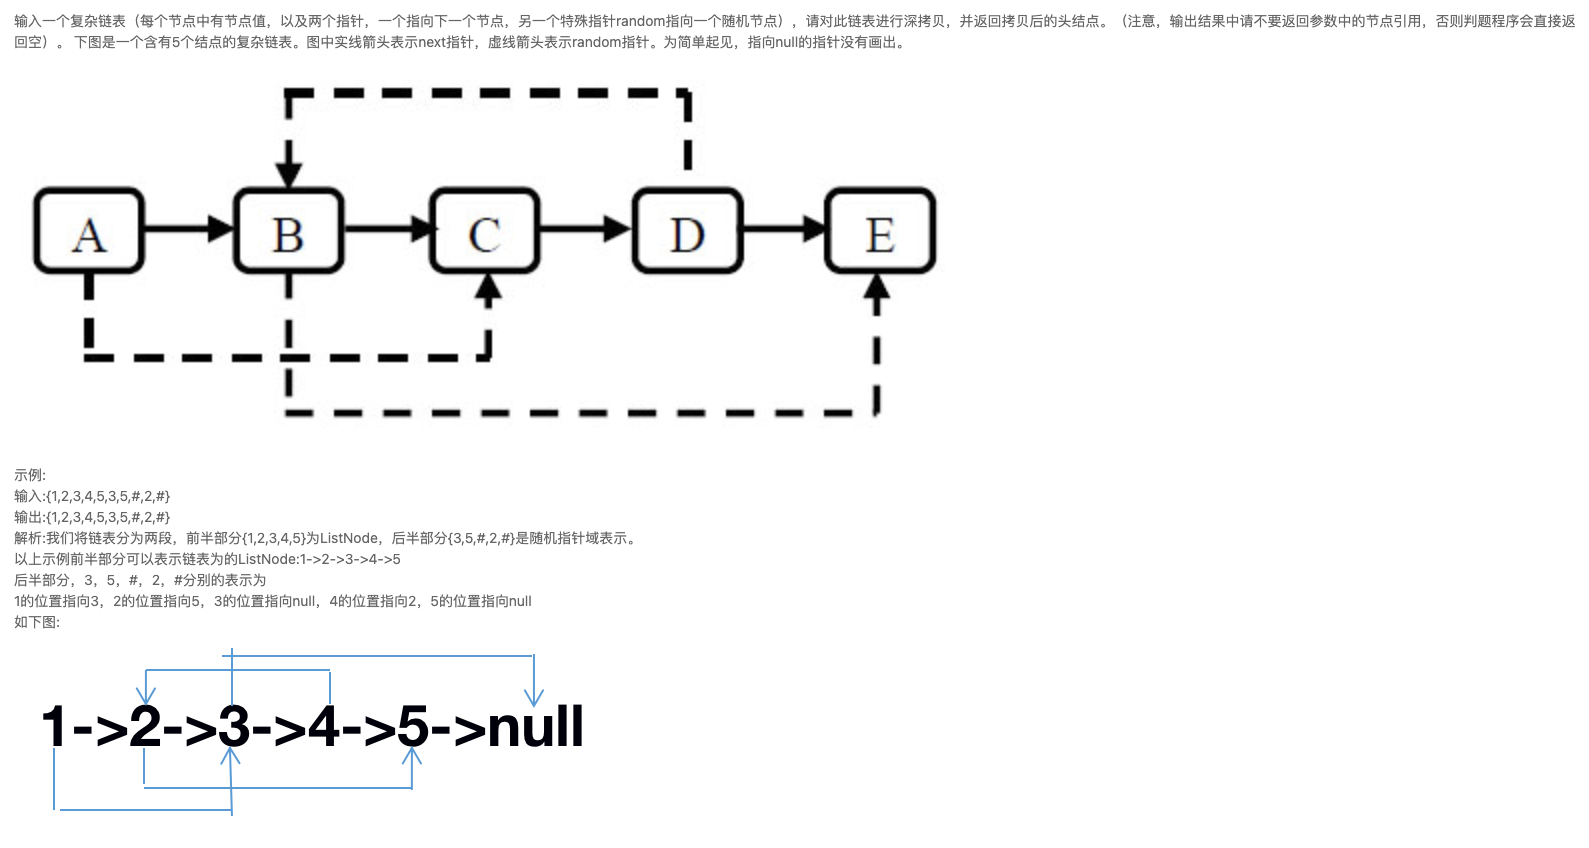 输入一个复杂链表（每个节点中有节点值，以及两个指针，一个指向下一个节点，另一个特殊指针random指向一个随机节点），请对此链表进行深拷贝，并返回拷贝后的头结点。（注意，输出结果中请不要返回参数中的节点引用，否则判题程序会直接返
回空）。 下图是一个含有5个结点的复杂链表。图中实线箭头表示next指针，虚线箭头表示random指针。为简单起见，指向null的指针没有画出。
A B C D E
示例:
输入:{1,2,3,4,5,3,5,#,2,#}
输出:{1,2,3,4,5,3,5,#,2,#}
解析:我们将链表分为两段，前半部分{1,2,3,4,5}为ListNode，后半部分{3,5,#,2,#}是随机指针域表示。
以上示例前半部分可以表示链表为的ListNode:1->2->3->4->5
后半部分，3，5，#，2，#分别的表示为
1的位置指向3，2的位置指向5，3的位置指向null，4的位置指向2，5的位置指向null
如下图:
1->2->3->4->5->null